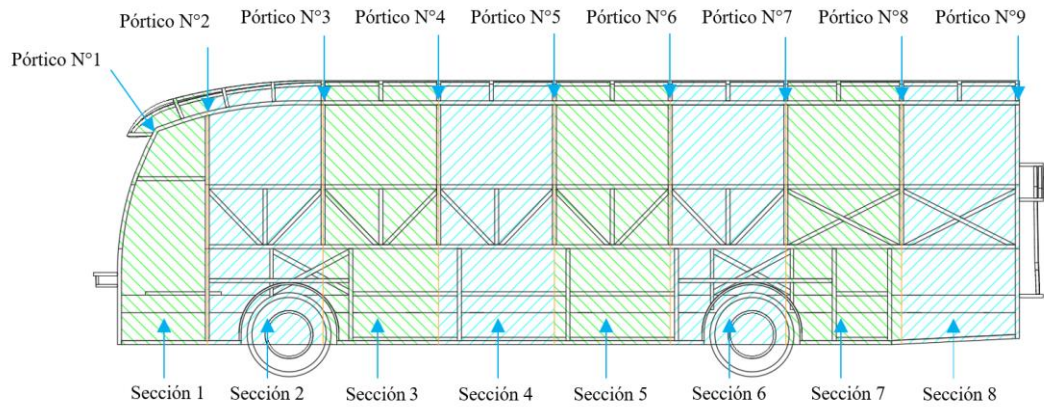 Pórtico N°1
Pórtico N°2
Pórtico N°3
Pórtico N°4
Pórtico N°5
Pórtico N°6
Pórtico N°7
Pórtico N°8
Pórtico N°9
Sección 1
Sección 2
Sección 3
Sección 4
Sección 5
Sección 6
Sección 7
Sección 8